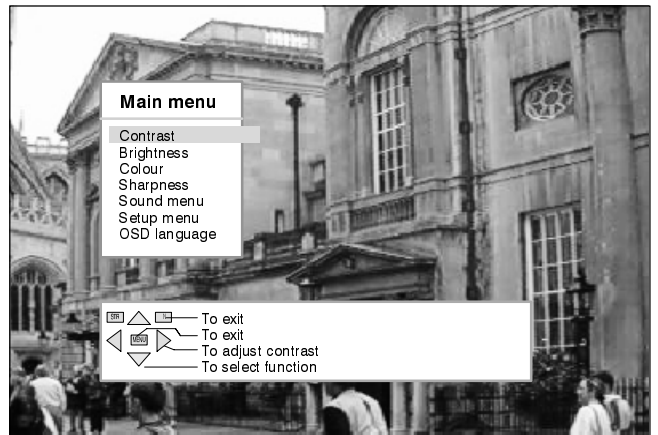 Main menu
Contrast
Brightness
Colour
Sharpness
Sound menu
Setup menu
OSD language
STR
To exit
MENU
To exit
To adjust contrast
To select function